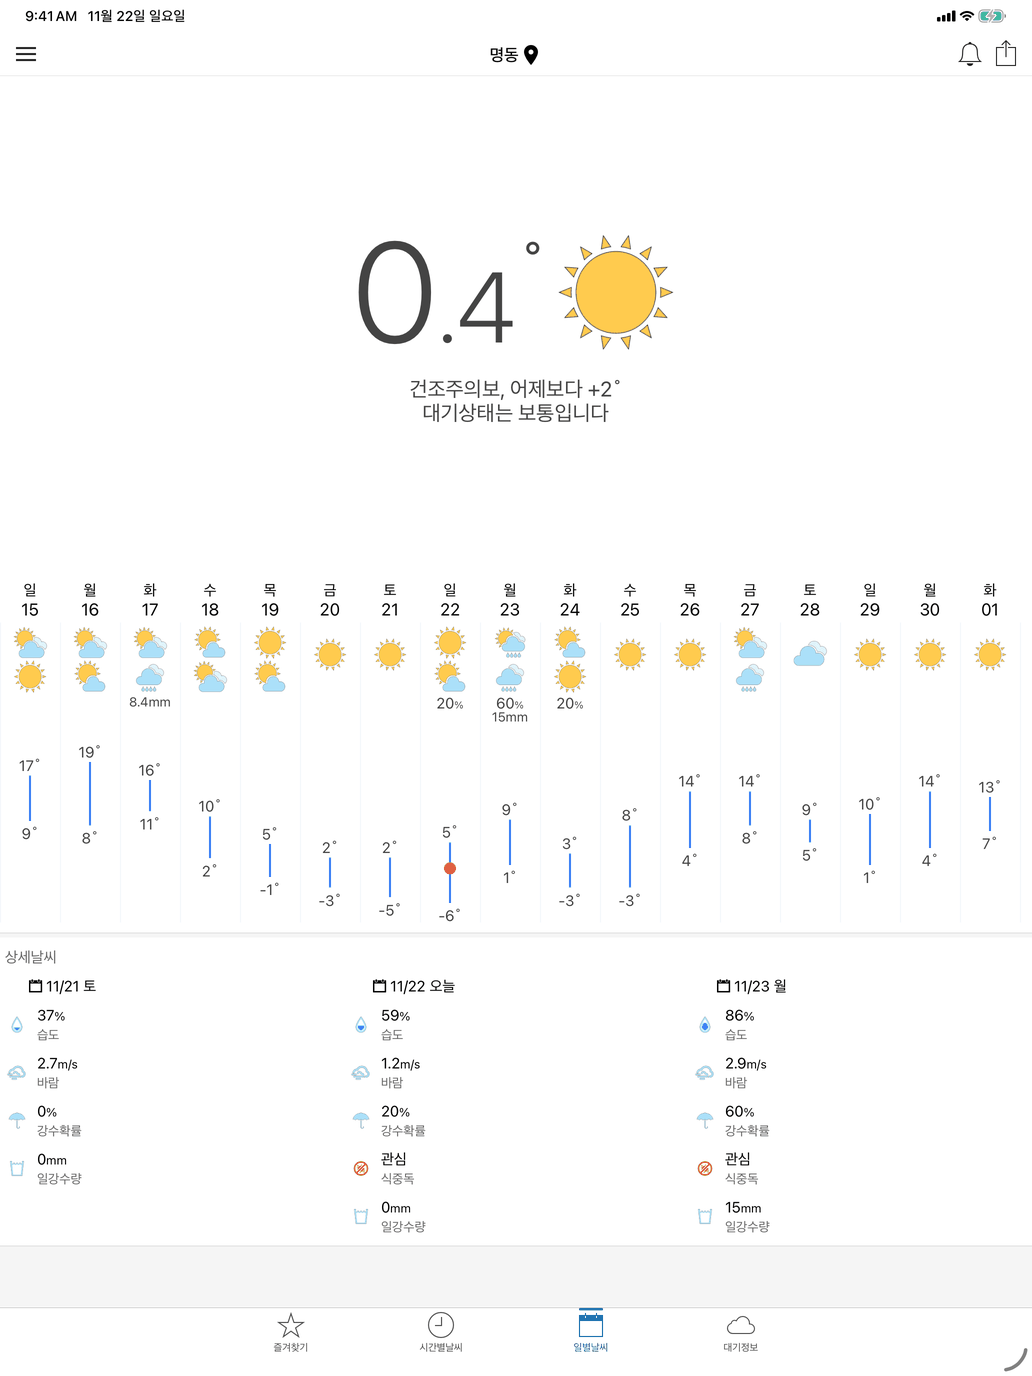 9:41 AM 11월 22일 일요일
명동
0.4°
건조주의보, 어제보다 +2°
대기상태는 보통입니다
일 월 화 수 목 금 토 일 월 화 수 목 금 토 일 월 화
15 16 17 18 19 20 21 22 23 24 25 26 27 28 29 30 01
8.4mm 20% 60% 20%
15mm
17° 19° 16° 10° 5° 2° 2° 5° 9° 3° 8° 14° 14° 9° 10° 14° 13°
9° 8° 11° 2° -1° -3° -5° -6° 1° -3° -3° 4° 8° 5° 1° 4° 7°
상세날씨
11/21 토 11/22 오늘 11/23 월
37% 59% 86%
습도 습도 습도
2.7m/s 1.2m/s 2.9m/s
바람 바람 바람
0% 20% 60%
강수확률 강수확률 강수확률
0mm 관심 관심
일강수량 식중독 식중독
0mm 15mm
일강수량 일강수량
즐겨찾기 시간별날씨 일별날씨 대기정보